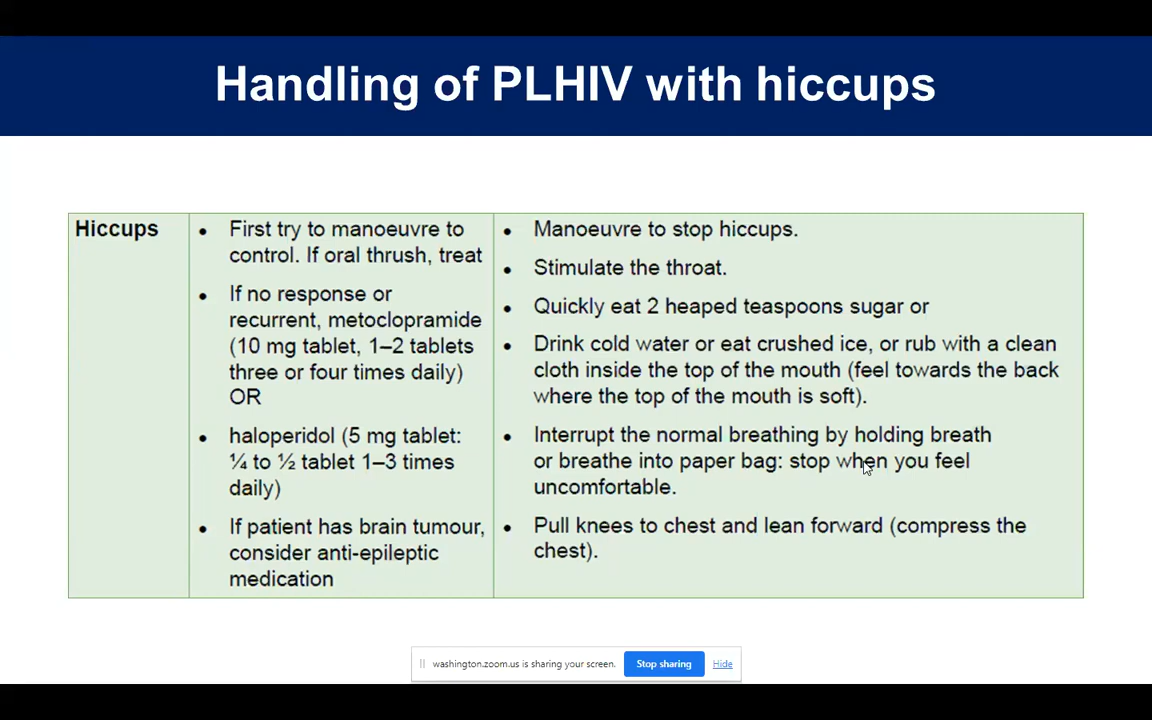 Handling of PLHIV with hiccups
Hiccups
• First try to manoeuvre to
control. If oral thrush, treat
• If no response or
recurrent, metoclopramide
(10 mg tablet, 1–2 tablets
three or four times daily)
OR
• haloperidol (5 mg tablet:
¼ to ½ tablet 1–3 times
daily)
• If patient has brain tumour,
consider anti-epileptic
medication
• Manoeuvre to stop hiccups.
• Stimulate the throat.
• Quickly eat 2 heaped teaspoons sugar or
• Drink cold water or eat crushed ice, or rub with a clean
cloth inside the top of the mouth (feel towards the back
where the top of the mouth is soft).
• Interrupt the normal breathing by holding breath
or breathe into paper bag: stop when you feel
uncomfortable.
• Pull knees to chest and lean forward (compress the
chest).
washington.zoom.us is sharing your screen.
Stop sharing
Hide